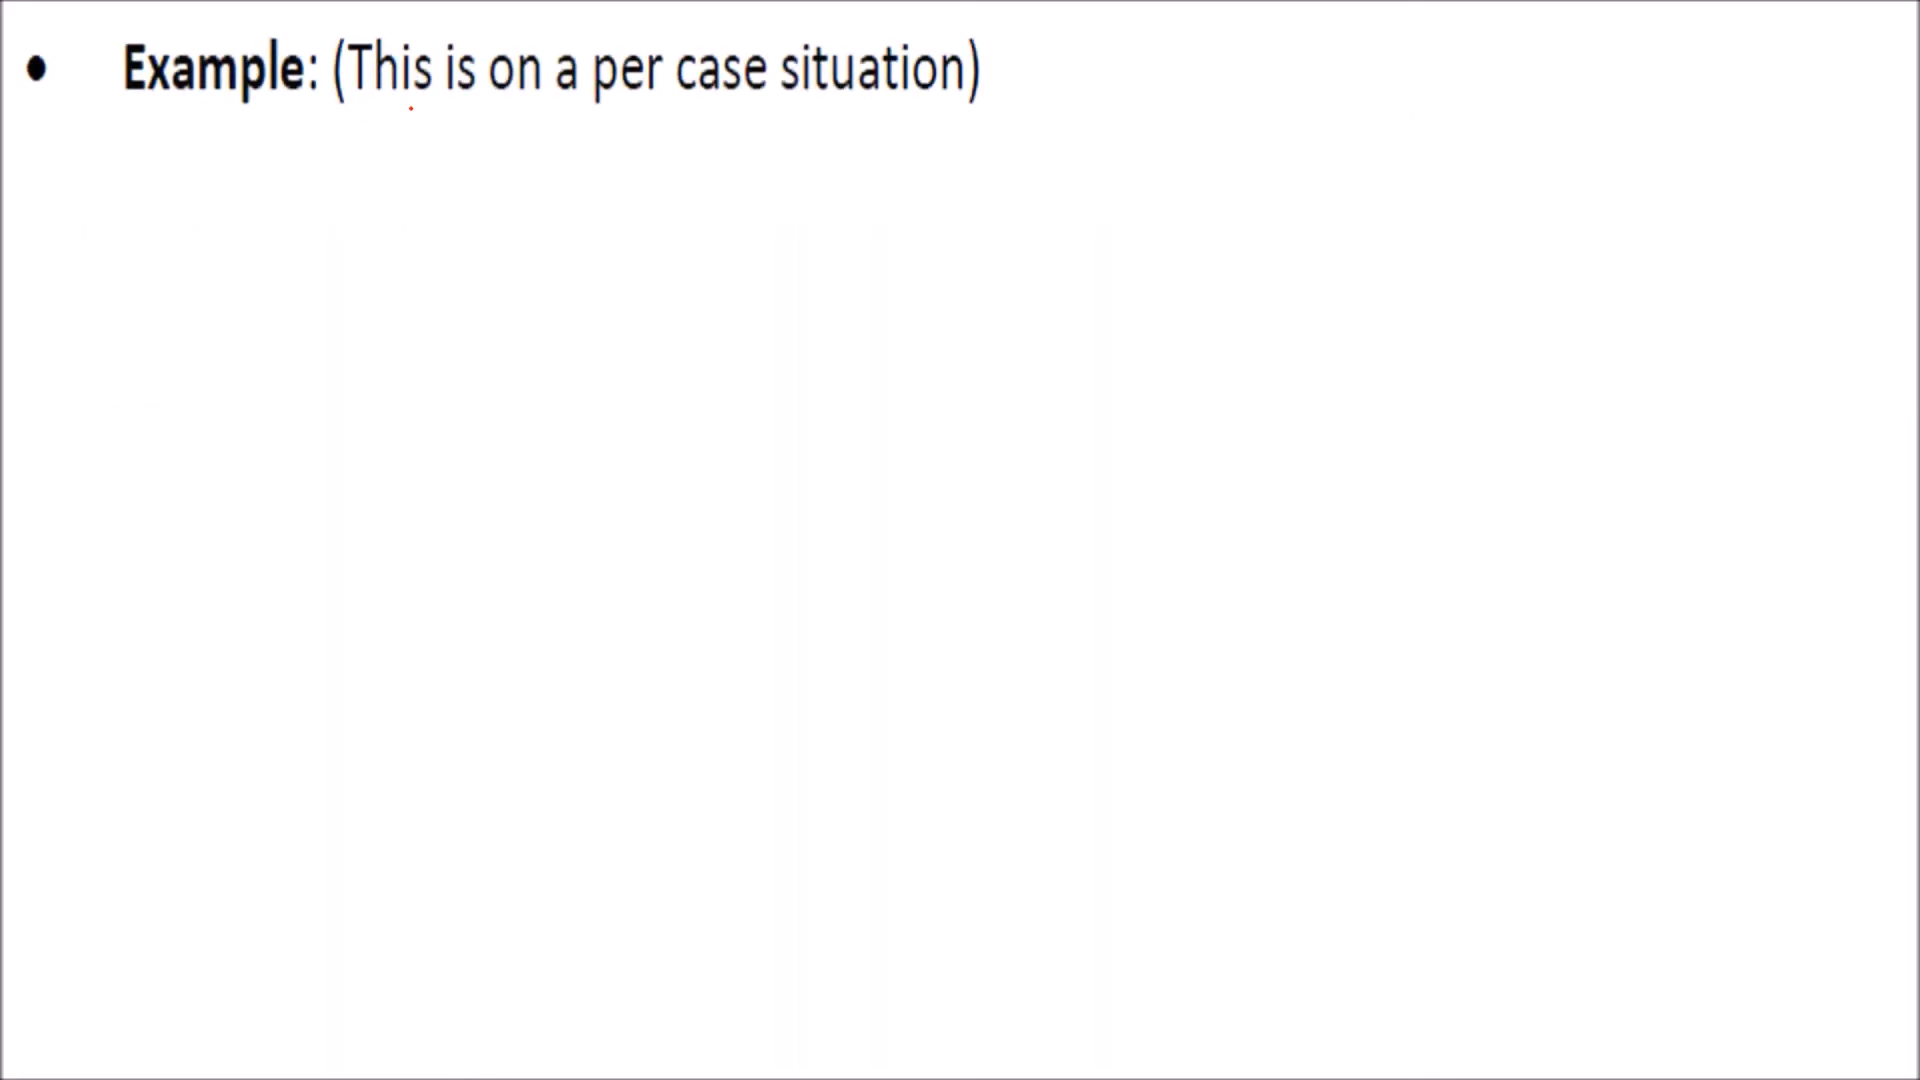 • Example: (This is on a per case situation)